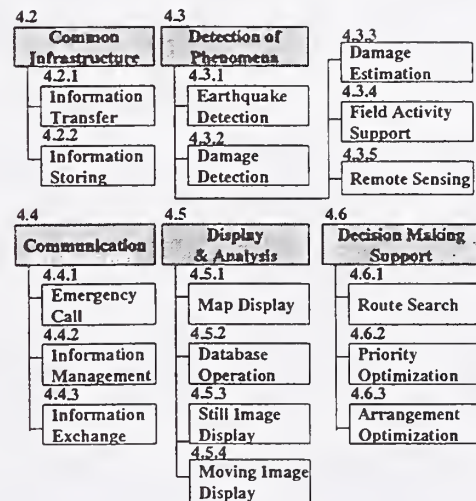 4.2
Common
Infrastructure
4.2.1
Information
Transfer
4.2.2
Information
Storing
4.3
Detection of
Phenomena
4.3.1
Earthquake
Detection
4.3.2
Damage
Detection
4.3.3
Damage
Estimation
4.3.4
Field Activity
Support
4.3.5
Remote Sensing
4.4
Communication
4.4.1
Emergency
Call
4.4.2
Information
Management
4.4.3
Information
Exchange
4.5
Display
& Analysis
4.5.1
Map Display
4.5.2
Database
Operation
4.5.3
Still Image
Display
4.5.4
Moving Image
Display
4.6
Decision Making
Support
4.6.1
Route Search
4.6.2
Priority
Optimization
4.6.3
Arrangement
Optimization